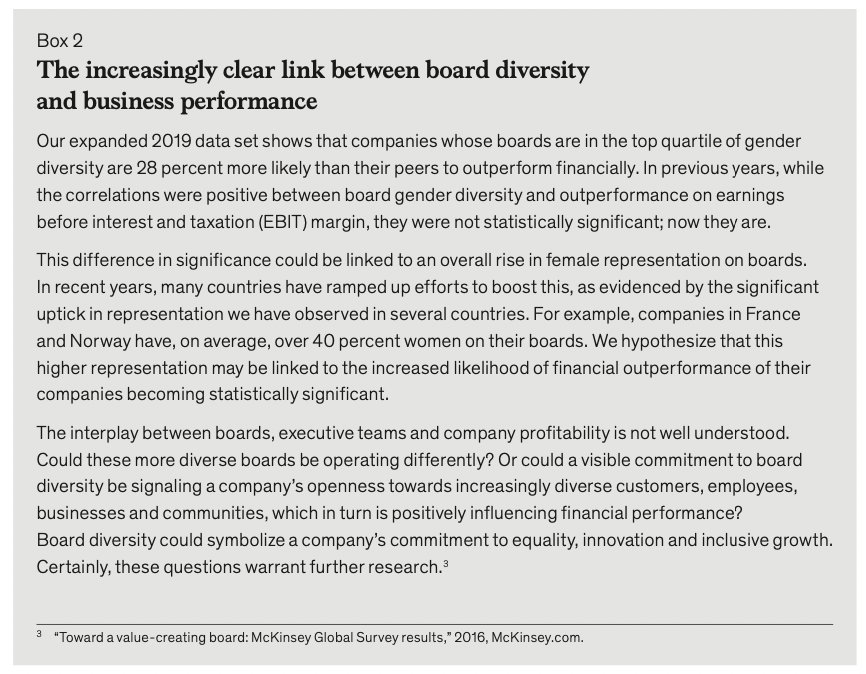 Box 2
The increasingly clear link between board diversity
and business performance
Our expanded 2019 data set shows that companies whose boards are in the top quartile of gender
diversity are 28 percent more likely than their peers to outperform financially. In previous years, while
the correlations were positive between board gender diversity and outperformance on earnings
before interest and taxation (EBIT) margin, they were not statistically significant; now they are.
This difference in significance could be linked to an overall rise in female representation on boards.
In recent years, many countries have ramped up efforts to boost this, as evidenced by the significant
uptick in representation we have observed in several countries. For example, companies in France
and Norway have, on average, over 40 percent women on their boards. We hypothesize that this
higher representation may be linked to the increased likelihood of financial outperformance of their
companies becoming statistically significant.
The interplay between boards, executive teams and company profitability is not well understood.
Could these more diverse boards be operating differently? Or could a visible commitment to board
diversity be signaling a company’s openness towards increasingly diverse customers, employees,
businesses and communities, which in turn is positively influencing financial performance?
Board diversity could symbolize a company’s commitment to equality, innovation and inclusive growth.
Certainly, these questions warrant further research.³
³ “Toward a value-creating board: McKinsey Global Survey results,” 2016, McKinsey.com.